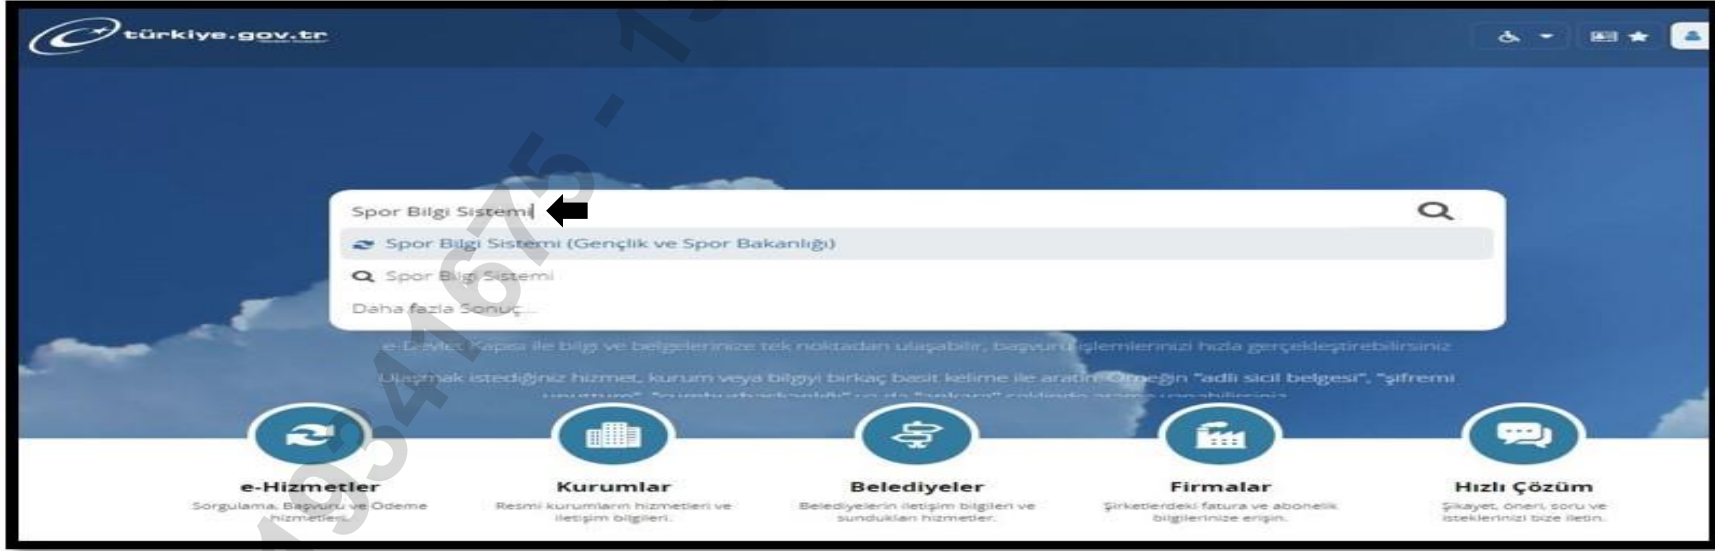 türkiye.gov.tr
Spor Bilgi Sistemi
Spor Bilgi Sistemi (Gençlik ve Spor Bakanlığı)
Spor Bilgi Sistemi
Daha fazla Sonuç...
e-Devlet Kapısı ile bilgi ve belgelerinize tek noktadan ulaşabilir, başvuru işlemlerinizi hızla gerçekleştirebilirsiniz
Ulaşmak istediğiniz hizmet, kurum veya bilgiyi birkaç basit kelime ile aratın. Örneğin "adli sicil belgesi", "şifremi
e-Hizmetler
Sorgulama, Başvuru ve Ödeme
hizmetleri.
Kurumlar
Resmi kurumların hizmetleri ve
iletişim bilgileri.
Belediyeler
Belediyelerin iletişim bilgileri ve
sundukları hizmetler.
Firmalar
Şirketlerdeki fatura ve abonelik
bilgilerinize erişin.
Hızlı Çözüm
Şikayet, öneri, soru ve
isteklerinizi bize iletin.